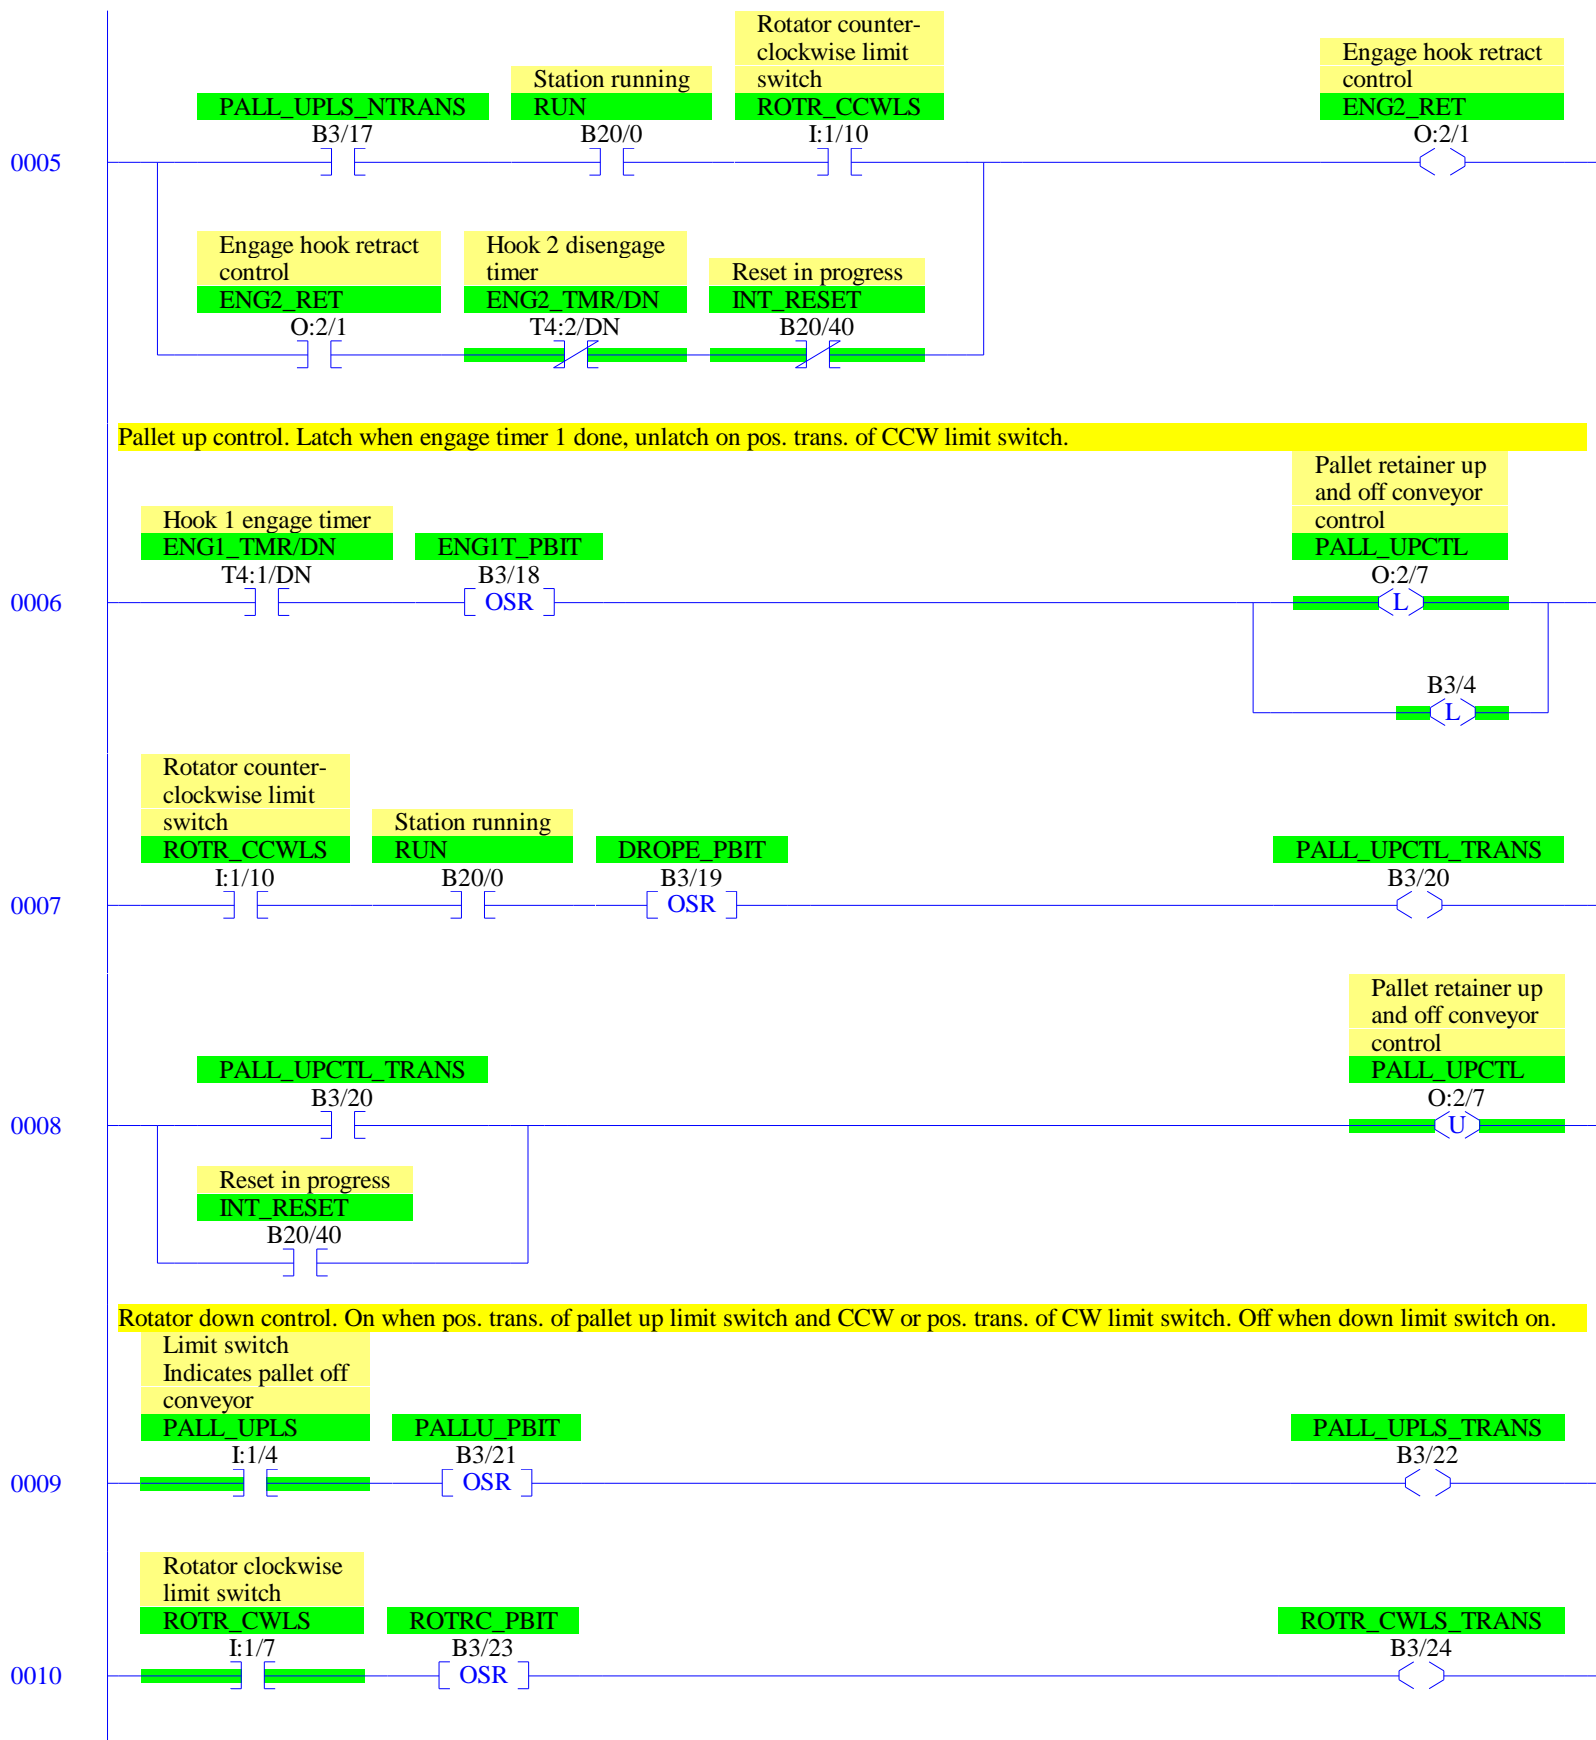 Rotator counter-
clockwise limit
switch
ROTR_CCWLS
I:1/10
Engage hook retract
control
ENG2_RET
O:2/1
Station running
RUN
B20/0
PALL_UPLS_NTRANS
B3/17
0005
Engage hook retract
control
ENG2_RET
O:2/1
Hook 2 disengage
timer
ENG2_TMR/DN
T4:2/DN
Reset in progress
INT_RESET
B20/40
Pallet up control. Latch when engage timer 1 done, unlatch on pos. trans. of CCW limit switch.
Pallet retainer up
and off conveyor
control
PALL_UPCTL
O:2/7
L
Hook 1 engage timer
ENG1_TMR/DN
T4:1/DN
ENG1T_PBIT
B3/18
OSR
0006
B3/4
L
Rotator counter-
clockwise limit
switch
ROTR_CCWLS
I:1/10
Station running
RUN
B20/0
DROPE_PBIT
B3/19
OSR
PALL_UPCTL_TRANS
B3/20
0007
Pallet retainer up
and off conveyor
control
PALL_UPCTL
O:2/7
U
PALL_UPCTL_TRANS
B3/20
0008
Reset in progress
INT_RESET
B20/40
Rotator down control. On when pos. trans. of pallet up limit switch and CCW or pos. trans. of CW limit switch. Off when down limit switch on.
Limit switch
Indicates pallet off
conveyor
PALL_UPLS
I:1/4
PALLU_PBIT
B3/21
OSR
PALL_UPLS_TRANS
B3/22
0009
Rotator clockwise
limit switch
ROTR_CWLS
I:1/7
ROTRC_PBIT
B3/23
OSR
ROTR_CWLS_TRANS
B3/24
0010